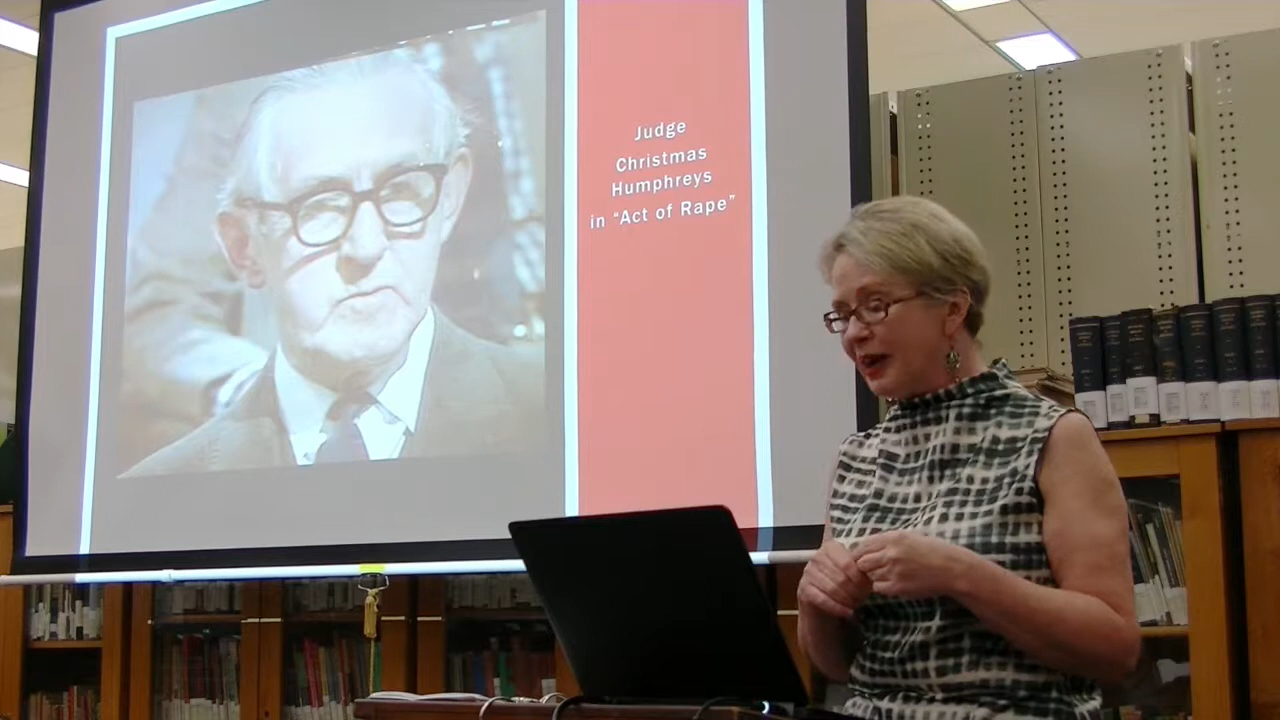 Judge
Christmas
Humphreys
in “Act of Rape”